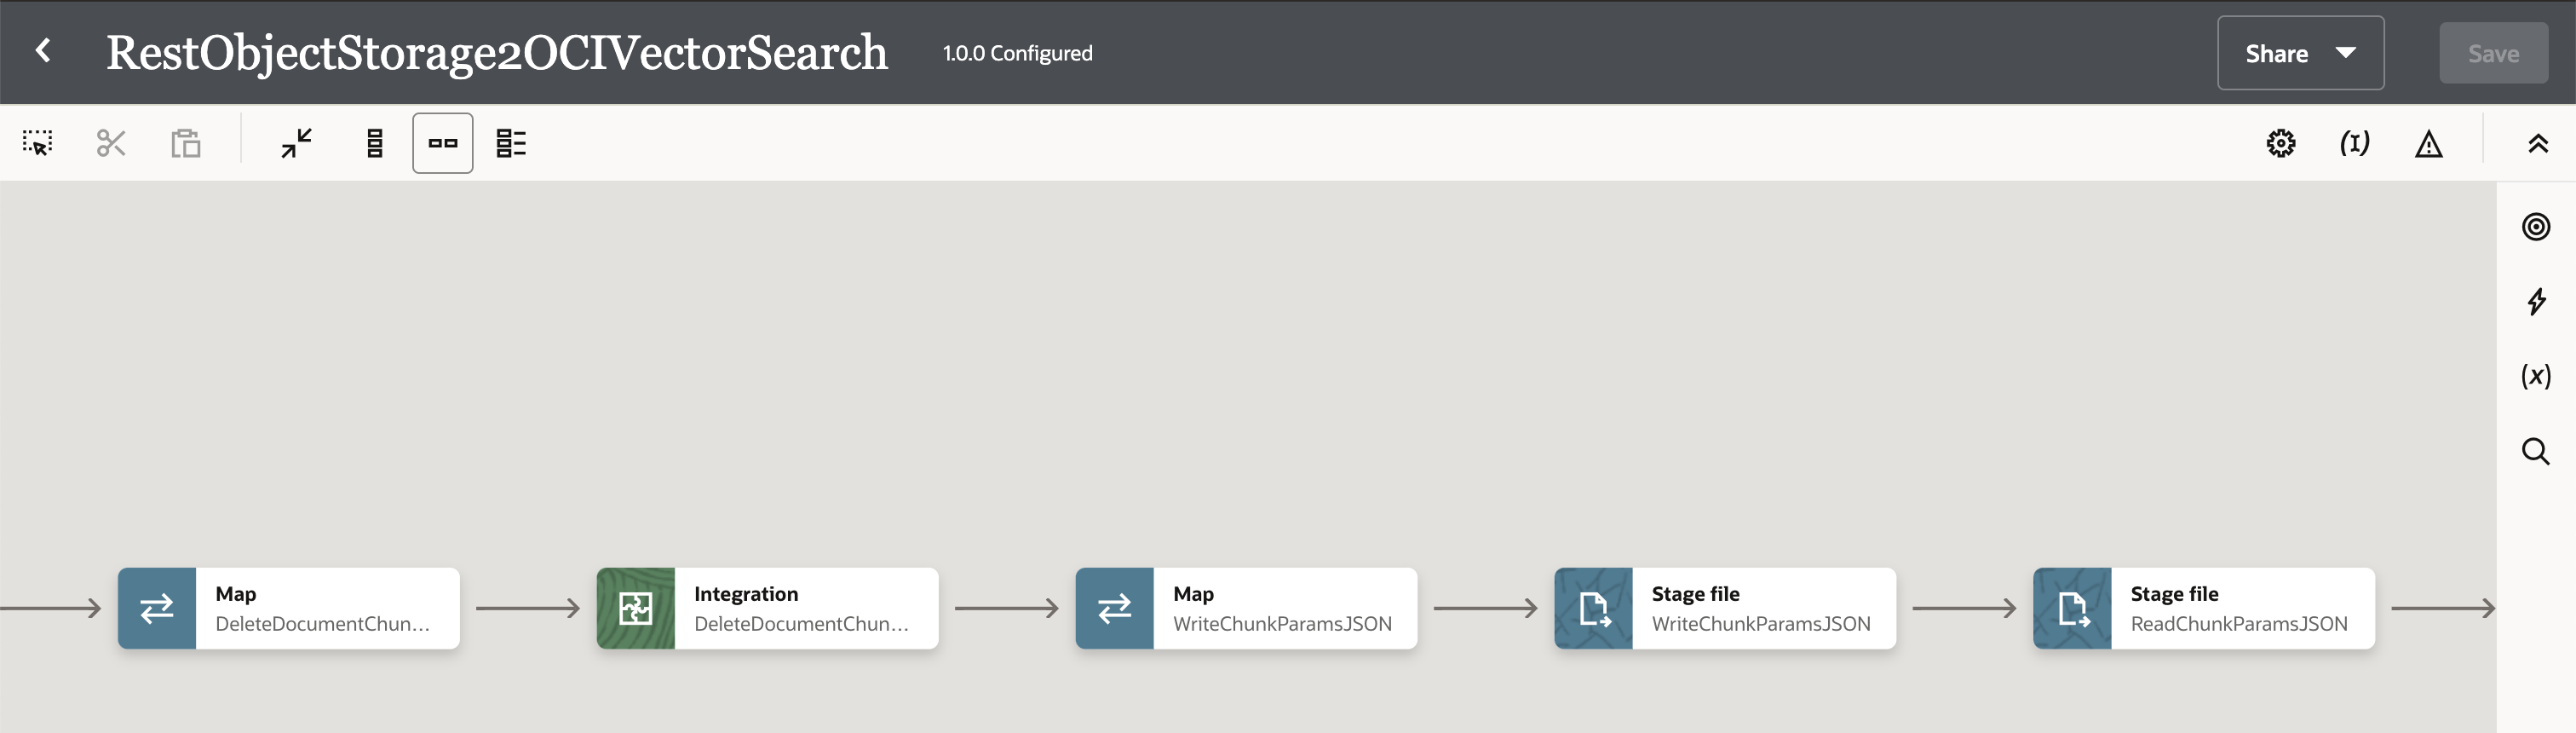 RestObjectStorage2OCIVectorSearch
1.0.0 Configured
Share
Save
(I)
(x)
Map
DeleteDocumentChun...
Integration
DeleteDocumentChun...
Map
WriteChunkParamsJSON
Stage file
WriteChunkParamsJSON
Stage file
ReadChunkParamsJSON